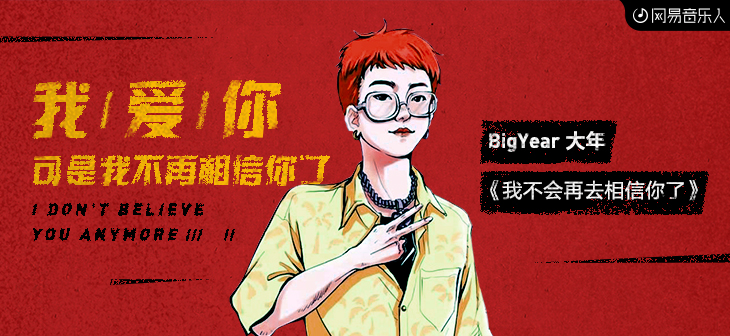 网易音乐人
我/爱/你
可是我不再相信你了
I DON'T BELIEVE
YOU ANYMORE /// //
BigYear 大年
《我不会再去相信你了》